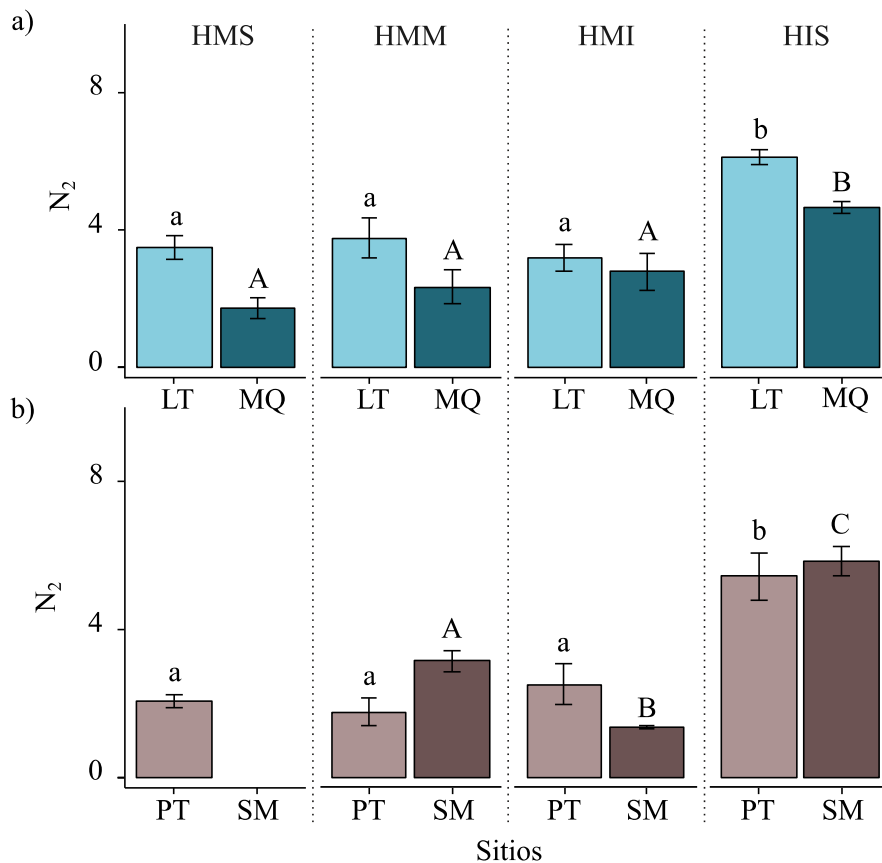 a)
HMS HMM HMI HIS
8
4
0
N₂
a A a A a A b B
LT MQ LT MQ LT MQ LT MQ
b)
8
4
0
N₂
a a A a B b C
PT SM PT SM PT SM PT SM
Sitios